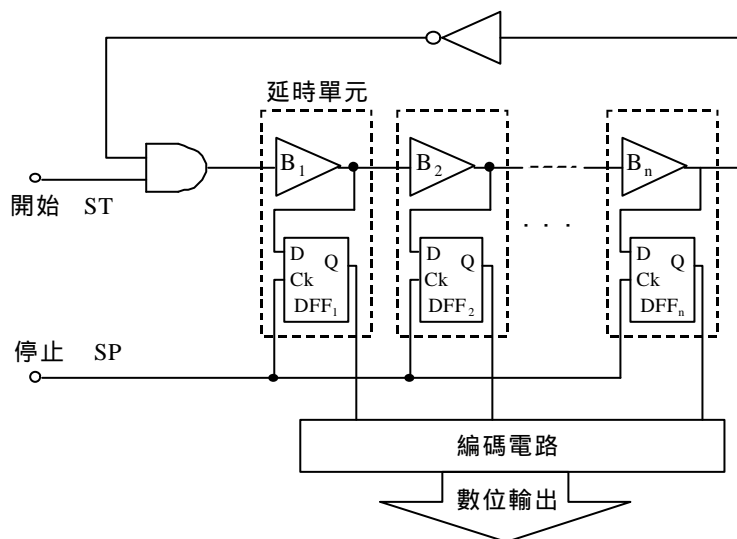 延時單元
B₁ B₂ Bₙ
開始 ST
. . .
D Q D Q D Q
Ck Ck Ck
DFF₁ DFF₂ DFFₙ
停止 SP
編碼電路
數位輸出